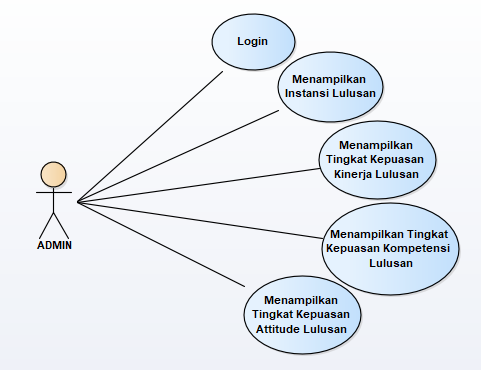 Login
Menampilkan
Instansi Lulusan
Menampilkan
Tingkat Kepuasan
Kinerja Lulusan
Menampilkan Tingkat
Kepuasan Kompetensi
Lulusan
Menampilkan
Tingkat Kepuasan
Attitude Lulusan
ADMIN